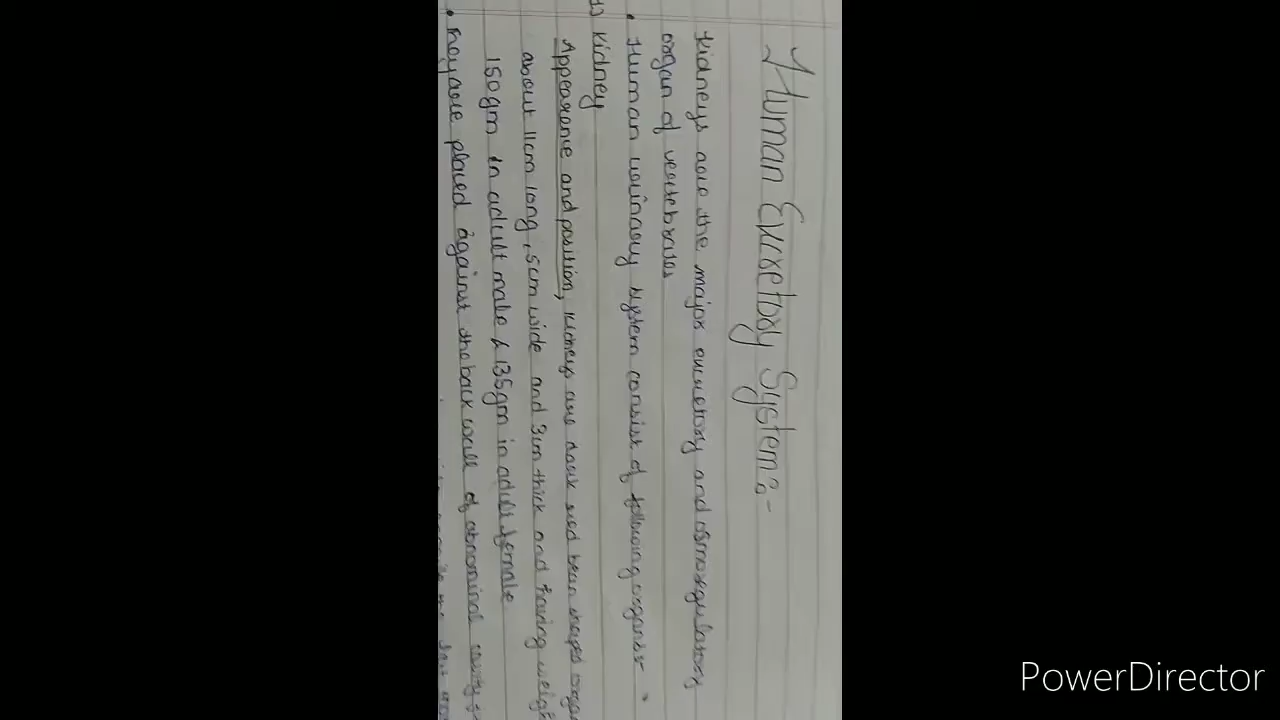 Human Excretory System?-
Kidneys are the major excretory and osmoregulatory
organ of vertebrates
• Human urinary system consist of following organs:-
1) Kidney
Appearance and position, Kidneys are dark red bean shapes organ
about 11cm long, 5cm wide and 3cm thick and having weight
150gm in adult male & 135gm in adult female
• They are placed against the back wall of abnominal cavity
PowerDirector